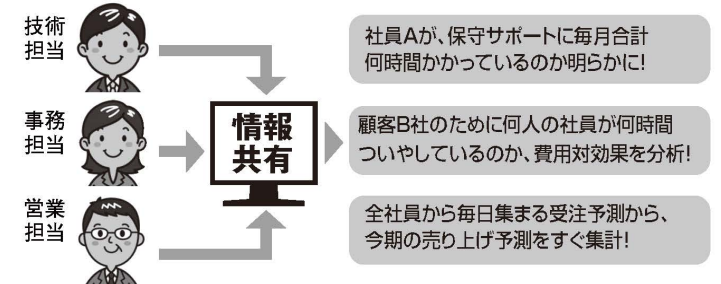 技術
担当
事務
担当
営業
担当
情報
共有
社員Aが、保守サポートに毎月合計
何時間かかっているのか明らかに!
顧客B社のために何人の社員が何時間
ついやしているのか、費用対効果を分析!
全社員から毎日集まる受注予測から、
今期の売り上げ予測をすぐ集計!